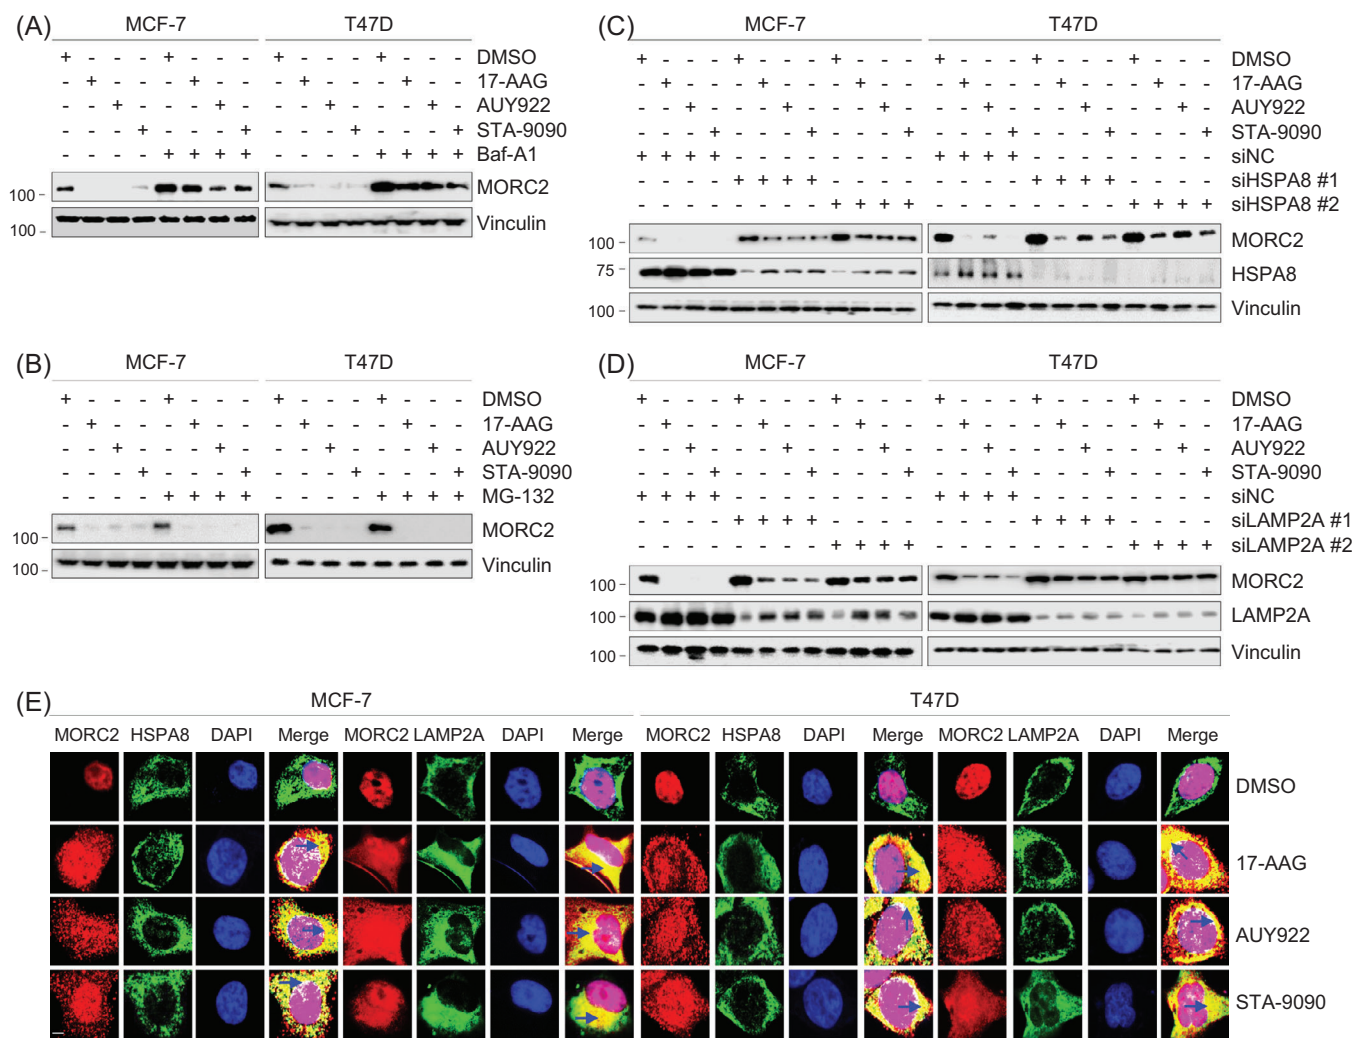 (A)
MCF-7 T47D
+ - - - + - - - + - - - + - - - DMSO
- + - - - + - - - + - - - + - - 17-AAG
- - + - - - + - - - + - - - + - AUY922
- - - + - - - + - - - + - - - + STA-9090
- - - - + + + + - - - - + + + + Baf-A1
100 MORC2
100 Vinculin
(B)
MCF-7 T47D
+ - - - + - - - + - - - + - - - DMSO
- + - - - + - - - + - - - + - - 17-AAG
- - + - - - + - - - + - - - + - AUY922
- - - + - - - + - - - + - - - + STA-9090
- - - - + + + + - - - - + + + + MG-132
100 MORC2
100 Vinculin
(C)
MCF-7 T47D
+ - - - + - - - + - - - + - - - + - - - + - - - DMSO
- + - - - + - - - + - - - + - - - + - - - + - - 17-AAG
- - + - - - + - - - + - - - + - - - + - - - + - AUY922
- - - + - - - + - - - + - - - + - - - + - - - + STA-9090
+ + + + - - - - - - - - + + + + - - - - - - - - siNC
- - - - + + + + - - - - - - - - + + + + - - - - siHSPA8 #1
- - - - - - - - + + + + - - - - - - - - + + + + siHSPA8 #2
100 MORC2
75 HSPA8
100 Vinculin
(D)
MCF-7 T47D
+ - - - + - - - + - - - + - - - + - - - + - - - DMSO
- + - - - + - - - + - - - + - - - + - - - + - - 17-AAG
- - + - - - + - - - + - - - + - - - + - - - + - AUY922
- - - + - - - + - - - + - - - + - - - + - - - + STA-9090
+ + + + - - - - - - - - + + + + - - - - - - - - siNC
- - - - + + + + - - - - - - - - + + + + - - - - siLAMP2A #1
- - - - - - - - + + + + - - - - - - - - + + + + siLAMP2A #2
100 MORC2
100 LAMP2A
100 Vinculin
(E)
MCF-7 T47D
MORC2 HSPA8 DAPI Merge MORC2 LAMP2A DAPI Merge MORC2 HSPA8 DAPI Merge MORC2 LAMP2A DAPI Merge
DMSO
17-AAG
AUY922
STA-9090